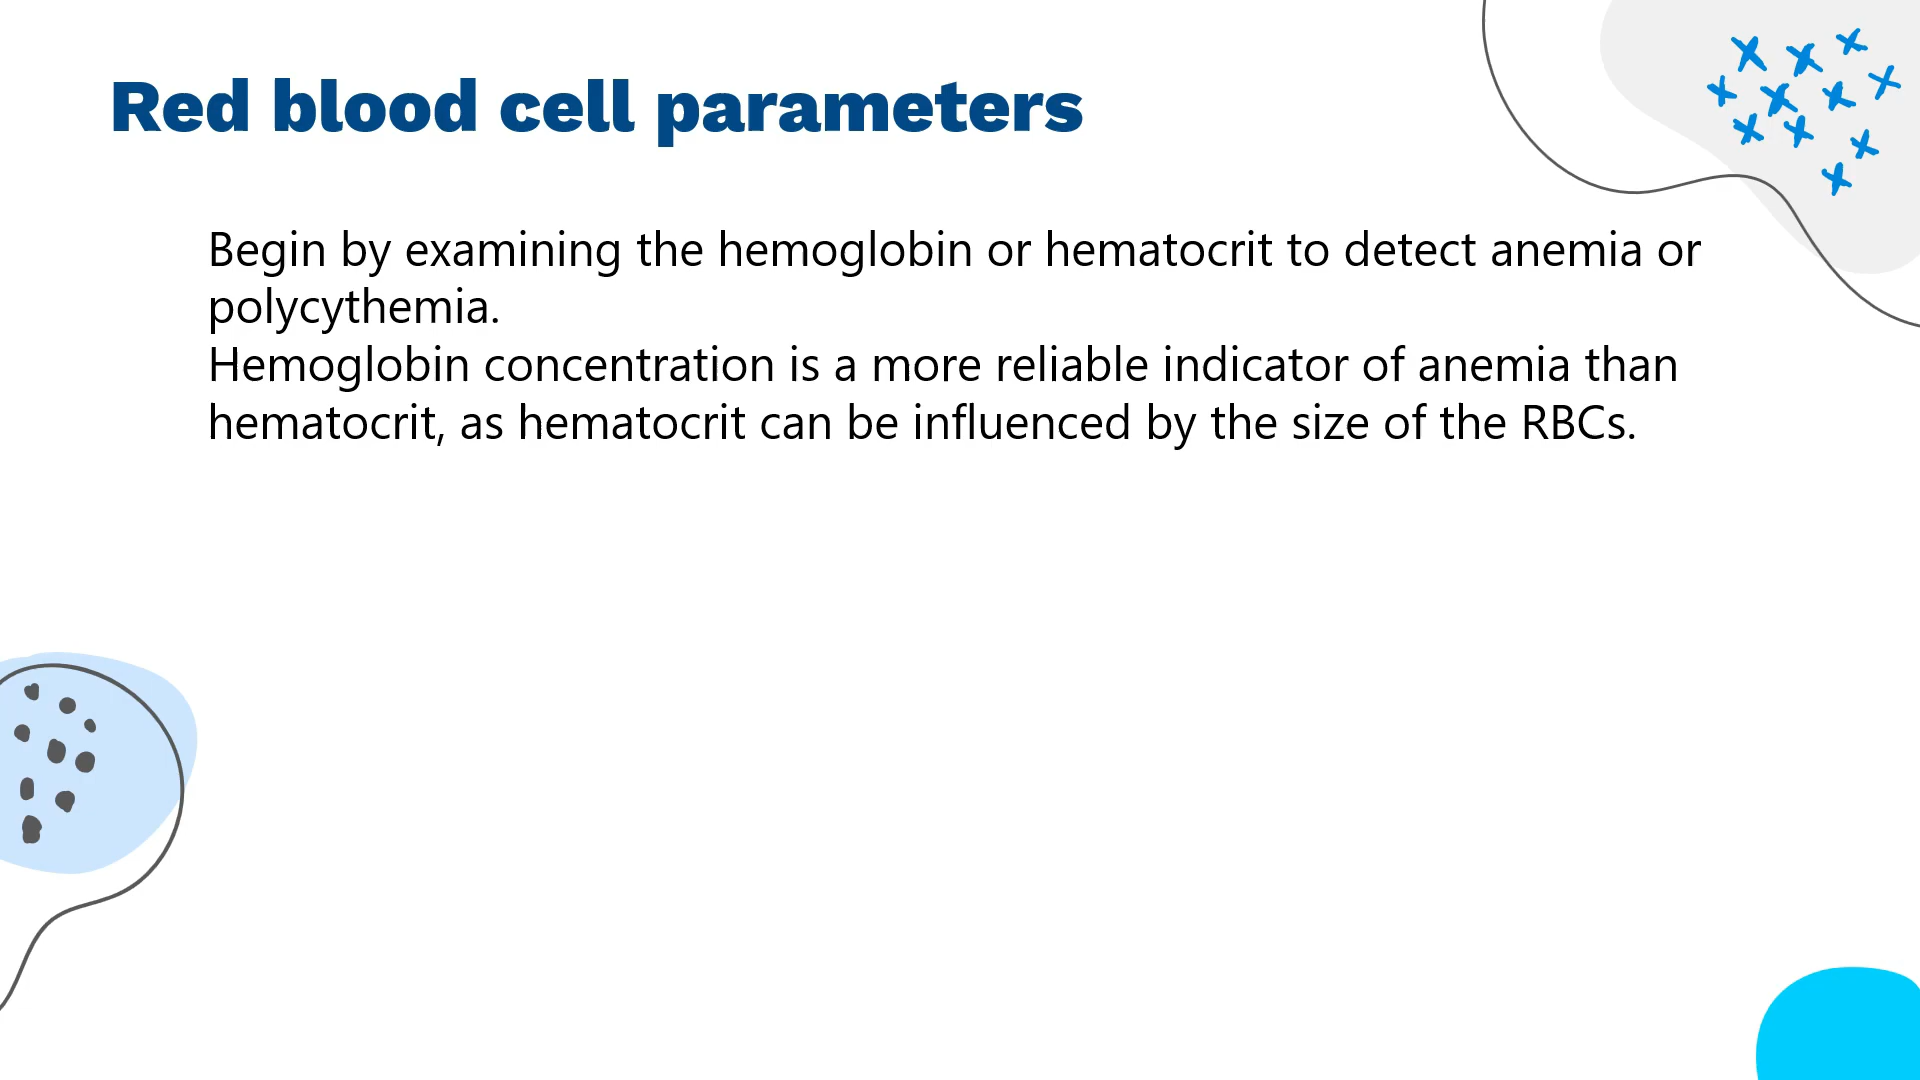 Red blood cell parameters
Begin by examining the hemoglobin or hematocrit to detect anemia or
polycythemia.
Hemoglobin concentration is a more reliable indicator of anemia than
hematocrit, as hematocrit can be influenced by the size of the RBCs.